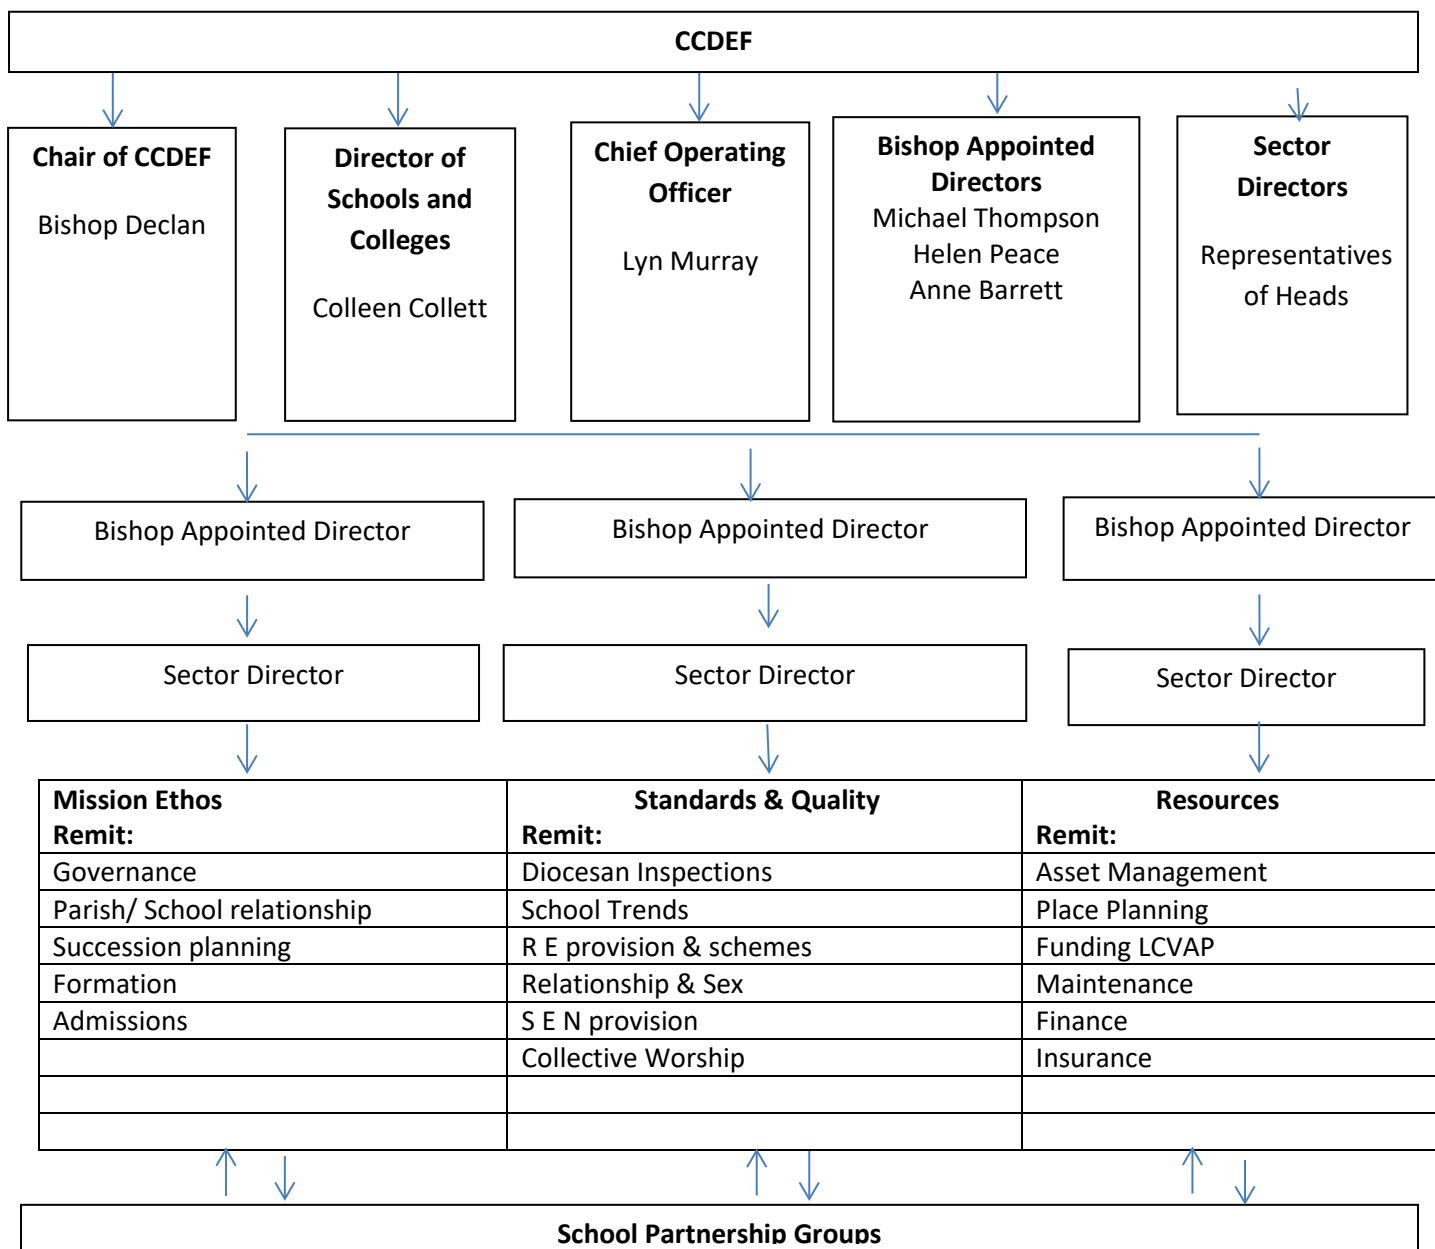 CCDEF
Chair of CCDEF
Bishop Declan
Director of
Schools and
Colleges
Colleen Collett
Chief Operating
Officer
Lyn Murray
Bishop Appointed
Directors
Michael Thompson
Helen Peace
Anne Barrett
Sector
Directors
Representatives
of Heads
Bishop Appointed Director
Bishop Appointed Director
Bishop Appointed Director
Sector Director
Sector Director
Sector Director
Mission Ethos
Remit:
Governance
Parish/ School relationship
Succession planning
Formation
Admissions
Standards & Quality
Remit:
Diocesan Inspections
School Trends
R E provision & schemes
Relationship & Sex
S E N provision
Collective Worship
Resources
Remit:
Asset Management
Place Planning
Funding LCVAP
Maintenance
Finance
Insurance
School Partnership Groups